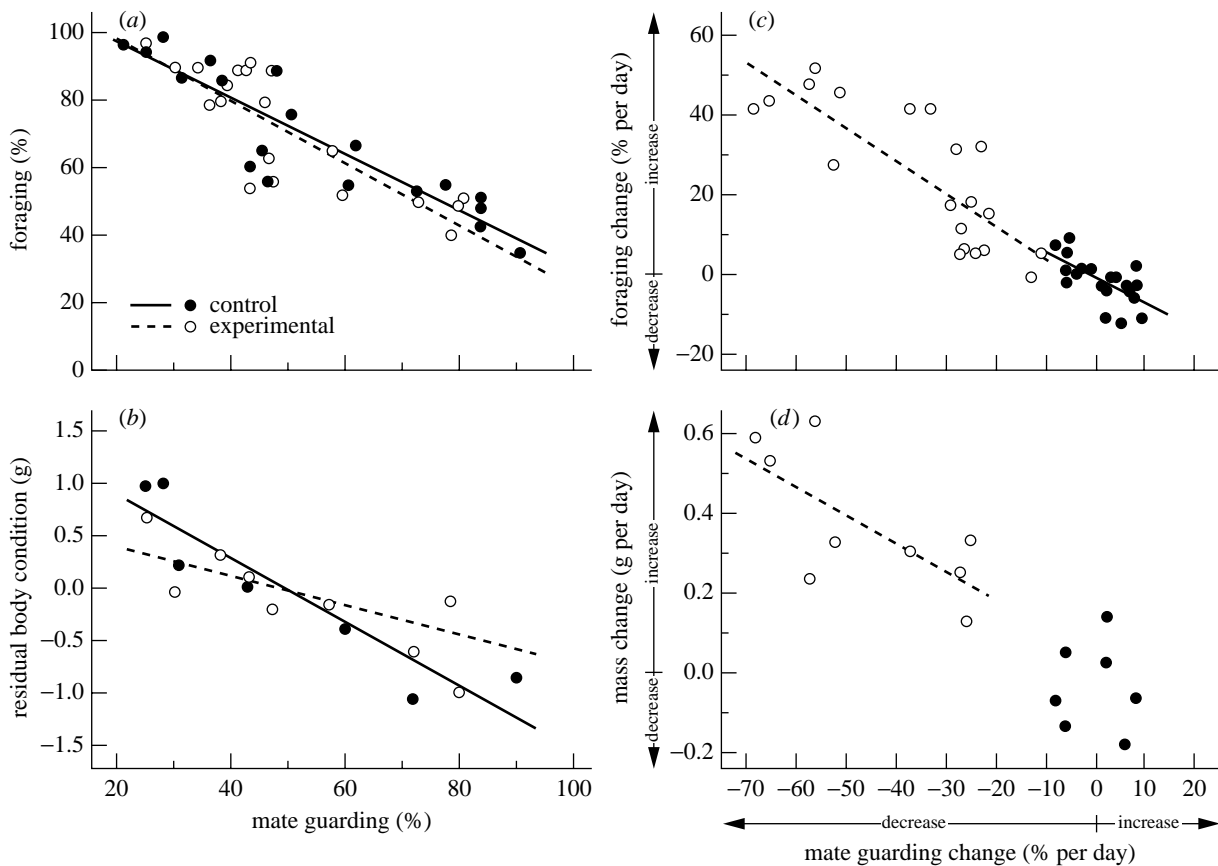 (a)
foraging (%)
100
80
60
40
20
0
control
experimental
(b)
residual body condition (g)
1.5
1.0
0.5
0.0
−0.5
−1.0
−1.5
20 40 60 80 100
mate guarding (%)
(c)
foraging change (% per day)
decrease increase
60
40
20
0
−20
(d)
mass change (g per day)
decrease increase
0.6
0.4
0.2
0.0
−0.2
−70 −60 −50 −40 −30 −20 −10 0 10 20
decrease increase
mate guarding change (% per day)